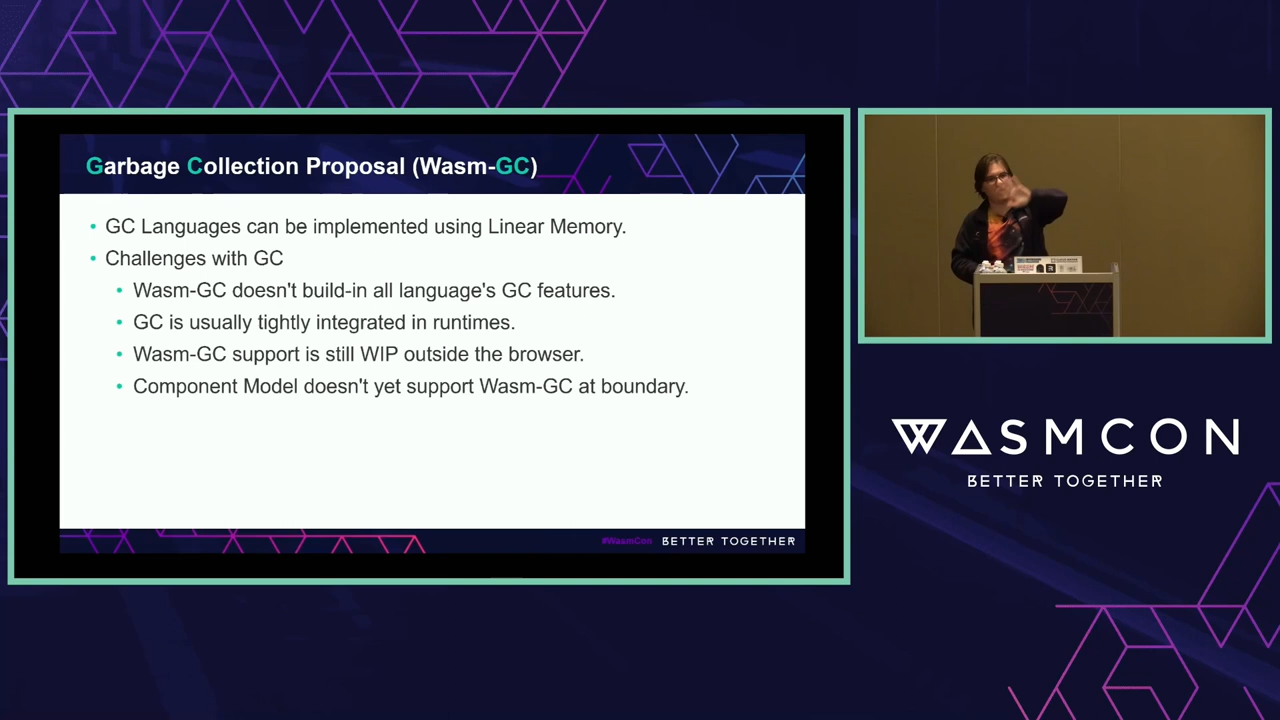 Garbage Collection Proposal (Wasm-GC)
• GC Languages can be implemented using Linear Memory.
• Challenges with GC
• Wasm-GC doesn't build-in all language's GC features.
• GC is usually tightly integrated in runtimes.
• Wasm-GC support is still WIP outside the browser.
• Component Model doesn't yet support Wasm-GC at boundary.
#WasmCon BETTER TOGETHER
WASMCON
BETTER TOGETHER